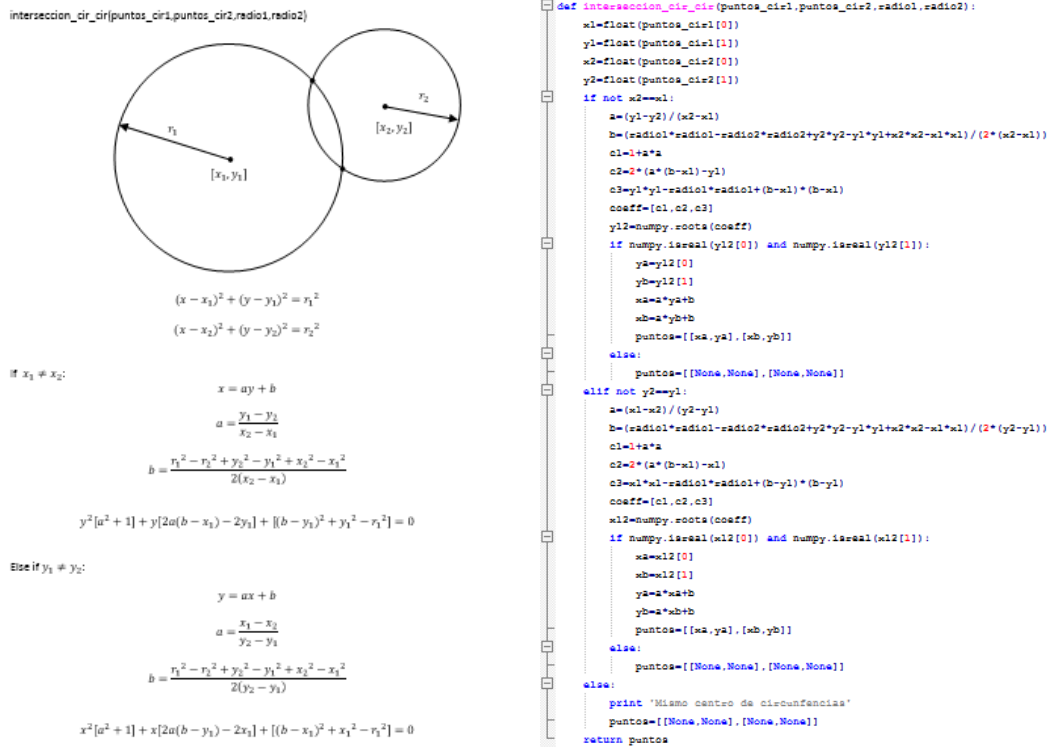 interseccion_cir_cir(puntos_cir1,puntos_cir2,radio1,radio2)
r₁
[x₁, y₁]
r₂
[x₂, y₂]
(x − x₁)² + (y − y₁)² = r₁²
(x − x₂)² + (y − y₂)² = r₂²
If x₁ ≠ x₂:
x = ay + b
a = (y₁ − y₂)/(x₂ − x₁)
b = (r₁² − r₂² + y₂² − y₁² + x₂² − x₁²)/(2(x₂ − x₁))
y²[a² + 1] + y[2a(b − x₁) − 2y₁] + [(b − y₁)² + y₁² − r₁²] = 0
Else if y₁ ≠ y₂:
y = ax + b
a = (x₁ − x₂)/(y₂ − y₁)
b = (r₁² − r₂² + y₂² − y₁² + x₂² − x₁²)/(2(y₂ − y₁))
x²[a² + 1] + x[2a(b − y₁) − 2x₁] + [(b − x₁)² + x₁² − r₁²] = 0
def interseccion_cir_cir(puntos_cir1,puntos_cir2,radio1,radio2):
x1=float(puntos_cir1[0])
y1=float(puntos_cir1[1])
x2=float(puntos_cir2[0])
y2=float(puntos_cir2[1])
if not x2==x1:
a=(y1-y2)/(x2-x1)
b=(radio1*radio1-radio2*radio2+y2*y2-y1*y1+x2*x2-x1*x1)/(2*(x2-x1))
c1=1+a*a
c2=2*(a*(b-x1)-y1)
c3=y1*y1-radio1*radio1+(b-x1)*(b-x1)
coeff=[c1,c2,c3]
y12=numpy.roots(coeff)
if numpy.isreal(y12[0]) and numpy.isreal(y12[1]):
ya=y12[0]
yb=y12[1]
xa=a*ya+b
xb=a*yb+b
puntos=[[xa,ya],[xb,yb]]
else:
puntos=[[None,None],[None,None]]
elif not y2==y1:
a=(x1-x2)/(y2-y1)
b=(radio1*radio1-radio2*radio2+y2*y2-y1*y1+x2*x2-x1*x1)/(2*(y2-y1))
c1=1+a*a
c2=2*(a*(b-y1)-x1)
c3=x1*x1-radio1*radio1+(b-y1)*(b-y1)
coeff=[c1,c2,c3]
x12=numpy.roots(coeff)
if numpy.isreal(x12[0]) and numpy.isreal(x12[1]):
xa=x12[0]
xb=x12[1]
ya=a*xa+b
yb=a*xb+b
puntos=[[xa,ya],[xb,yb]]
else:
puntos=[[None,None],[None,None]]
else:
print 'Mismo centro de circunfencias'
puntos=[[None,None],[None,None]]
return puntos